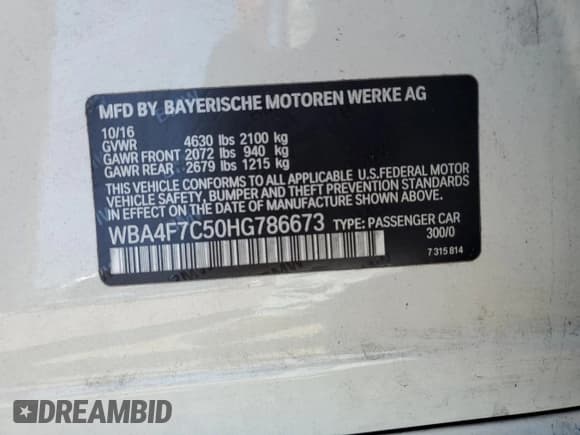 MFD BY BAYERISCHE MOTOREN WERKE AG
10/16
GVWR 4630 lbs 2100 kg
GAWR FRONT 2072 lbs 940 kg
GAWR REAR 2679 lbs 1215 kg
THIS VEHICLE CONFORMS TO ALL APPLICABLE U.S.FEDERAL MOTOR
VEHICLE SAFETY, BUMPER AND THEFT PREVENTION STANDARDS
IN EFFECT ON THE DATE OF MANUFACTURE SHOWN ABOVE.
WBA4F7C50HG786673 TYPE: PASSENGER CAR
300/0
7 315 814
DREAMBID